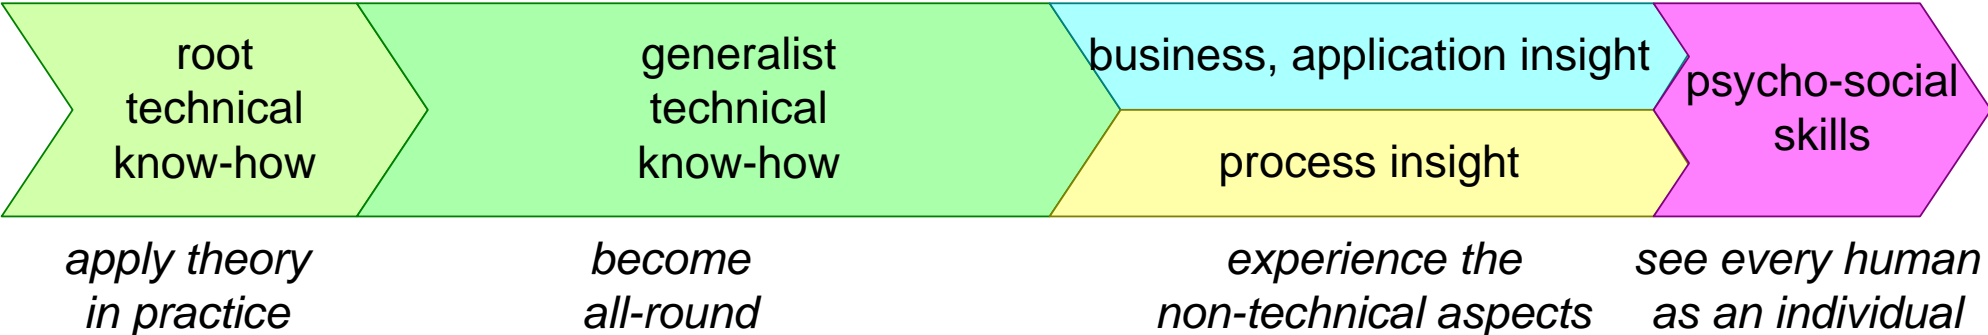 root
technical
know-how
generalist
technical
know-how
business, application insight
process insight
psycho-social
skills
apply theory
in practice
become
all-round
experience the
non-technical aspects
see every human
as an individual